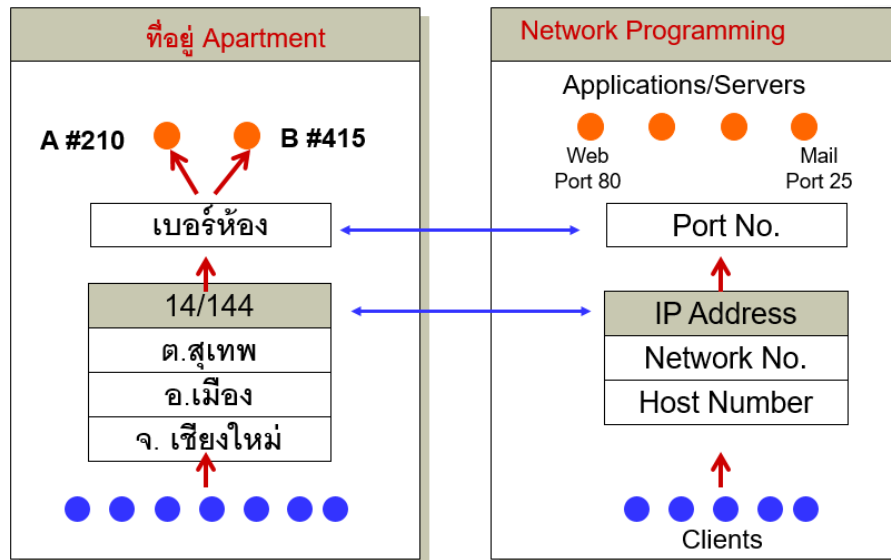 ที่อยู่ Apartment
A #210
B #415
เบอร์ห้อง
14/144
ต.สุเทพ
อ.เมือง
จ. เชียงใหม่
Network Programming
Applications/Servers
Web
Port 80
Mail
Port 25
Port No.
IP Address
Network No.
Host Number
Clients